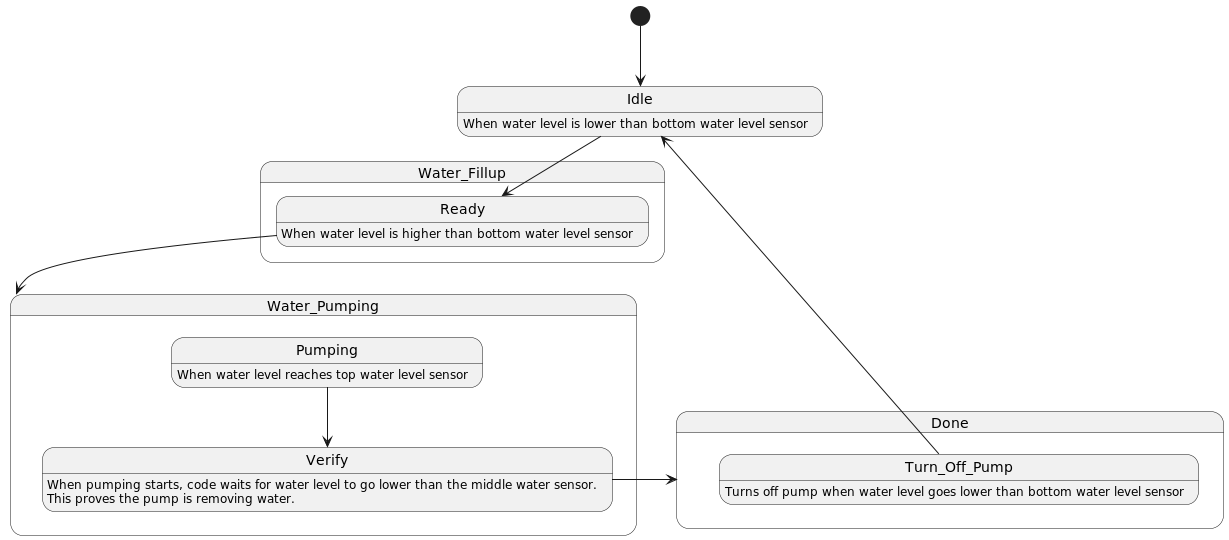 Idle
When water level is lower than bottom water level sensor
Water_Fillup
Ready
When water level is higher than bottom water level sensor
Water_Pumping
Pumping
When water level reaches top water level sensor
Verify
When pumping starts, code waits for water level to go lower than the middle water sensor.
This proves the pump is removing water.
Done
Turn_Off_Pump
Turns off pump when water level goes lower than bottom water level sensor